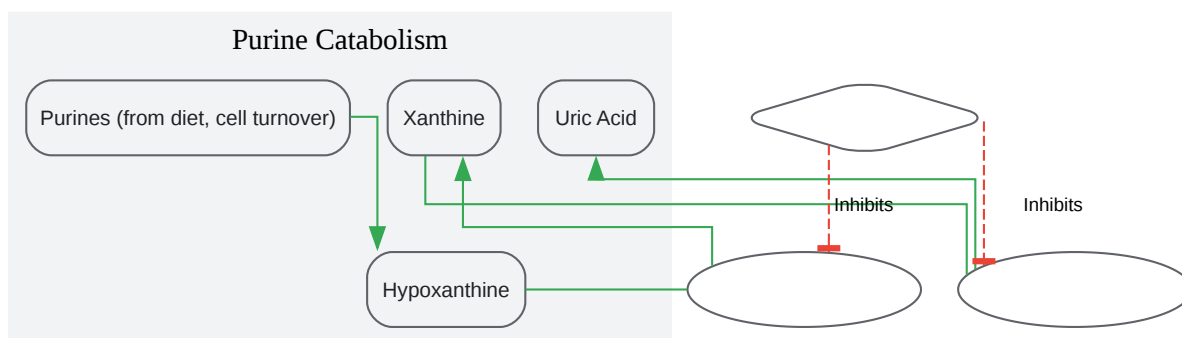 Purine Catabolism
Purines (from diet, cell turnover)
Xanthine
Uric Acid
Inhibits
Inhibits
Hypoxanthine